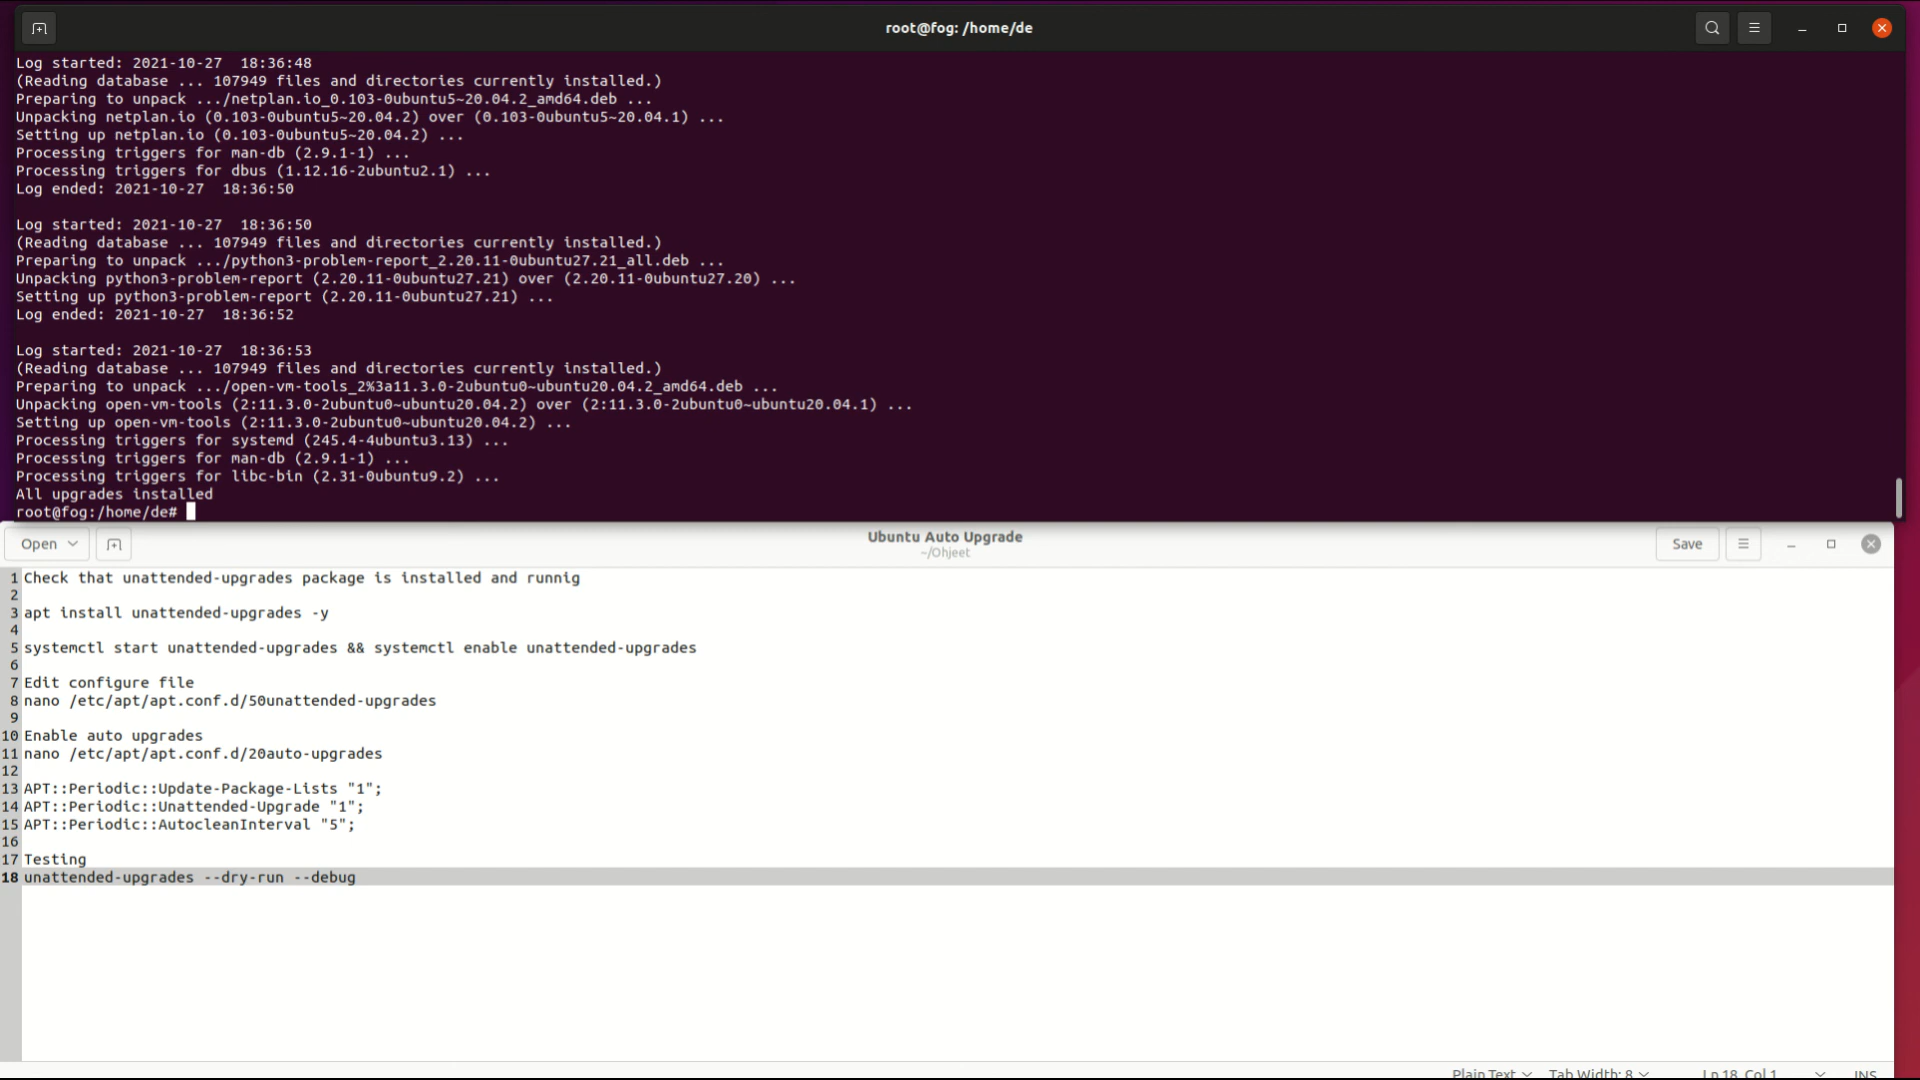 root@fog: /home/de
Log started: 2021-10-27  18:36:48
(Reading database ... 107949 files and directories currently installed.)
Preparing to unpack .../netplan.io_0.103-0ubuntu5~20.04.2_amd64.deb ...
Unpacking netplan.io (0.103-0ubuntu5~20.04.2) over (0.103-0ubuntu5~20.04.1) ...
Setting up netplan.io (0.103-0ubuntu5~20.04.2) ...
Processing triggers for man-db (2.9.1-1) ...
Processing triggers for dbus (1.12.16-2ubuntu2.1) ...
Log ended: 2021-10-27  18:36:50
Log started: 2021-10-27  18:36:50
(Reading database ... 107949 files and directories currently installed.)
Preparing to unpack .../python3-problem-report_2.20.11-0ubuntu27.21_all.deb ...
Unpacking python3-problem-report (2.20.11-0ubuntu27.21) over (2.20.11-0ubuntu27.20) ...
Setting up python3-problem-report (2.20.11-0ubuntu27.21) ...
Log ended: 2021-10-27  18:36:52
Log started: 2021-10-27  18:36:53
(Reading database ... 107949 files and directories currently installed.)
Preparing to unpack .../open-vm-tools_2%3a11.3.0-2ubuntu0~ubuntu20.04.2_amd64.deb ...
Unpacking open-vm-tools (2:11.3.0-2ubuntu0~ubuntu20.04.2) over (2:11.3.0-2ubuntu0~ubuntu20.04.1) ...
Setting up open-vm-tools (2:11.3.0-2ubuntu0~ubuntu20.04.2) ...
Processing triggers for systemd (245.4-4ubuntu3.13) ...
Processing triggers for man-db (2.9.1-1) ...
Processing triggers for libc-bin (2.31-0ubuntu9.2) ...
All upgrades installed
root@fog:/home/de#
Open Ubuntu Auto Upgrade Save
~/Ohjeet
1 Check that unattended-upgrades package is installed and runnig
2
3 apt install unattended-upgrades -y
4
5 systemctl start unattended-upgrades && systemctl enable unattended-upgrades
6
7 Edit configure file
8 nano /etc/apt/apt.conf.d/50unattended-upgrades
9
10 Enable auto upgrades
11 nano /etc/apt/apt.conf.d/20auto-upgrades
12
13 APT::Periodic::Update-Package-Lists "1";
14 APT::Periodic::Unattended-Upgrade "1";
15 APT::Periodic::AutocleanInterval "5";
16
17 Testing
18 unattended-upgrades --dry-run --debug
Plain Text Tab Width: 8 Ln 18, Col 1 INS